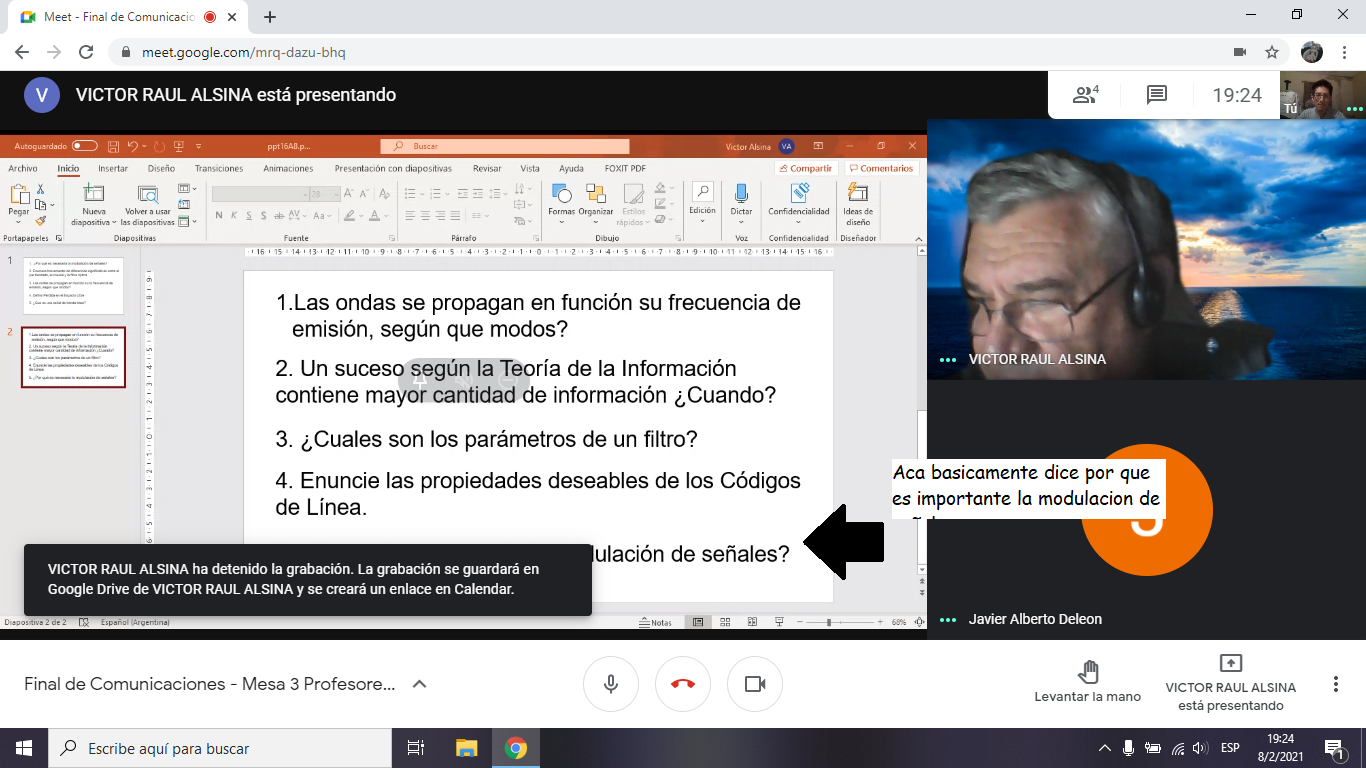 Meet - Final de Comunicacio
meet.google.com/mrq-dazu-bhq
V
VICTOR RAUL ALSINA está presentando
4
19:24
Tú
Autoguardado
ppt16A8.p...
Buscar
Victor Alsina
VA
Archivo Inicio Insertar Diseño Transiciones Animaciones Presentación con diapositivas Revisar Vista Ayuda FOXIT PDF
Compartir
Comentarios
Pegar
Nueva diapositiva
Volver a usar las diapositivas
20
N K S S ab AV Aa
Formas
Organizar
Estilos rápidos
Edición
Dictar
Confidencialidad
Ideas de diseño
Portapapeles Diapositivas Fuente Párrafo Dibujo Voz Confidencialidad Diseñador
1
2
1.Las ondas se propagan en función su frecuencia de
emisión, según que modos?
2. Un suceso según la Teoría de la Información
contiene mayor cantidad de información ¿Cuando?
3. ¿Cuales son los parámetros de un filtro?
4. Enuncie las propiedades deseables de los Códigos
de Línea.
dulación de señales?
VICTOR RAUL ALSINA ha detenido la grabación. La grabación se guardará en
Google Drive de VICTOR RAUL ALSINA y se creará un enlace en Calendar.
Diapositiva 2 de 2
Español (Argentina)
Notas
68%
VICTOR RAUL ALSINA
Aca basicamente dice por que
es importante la modulacion de
Javier Alberto Deleon
Final de Comunicaciones - Mesa 3 Profesore...
Levantar la mano
VICTOR RAUL ALSINA
está presentando
Escribe aquí para buscar
ESP
19:24
8/2/2021
1